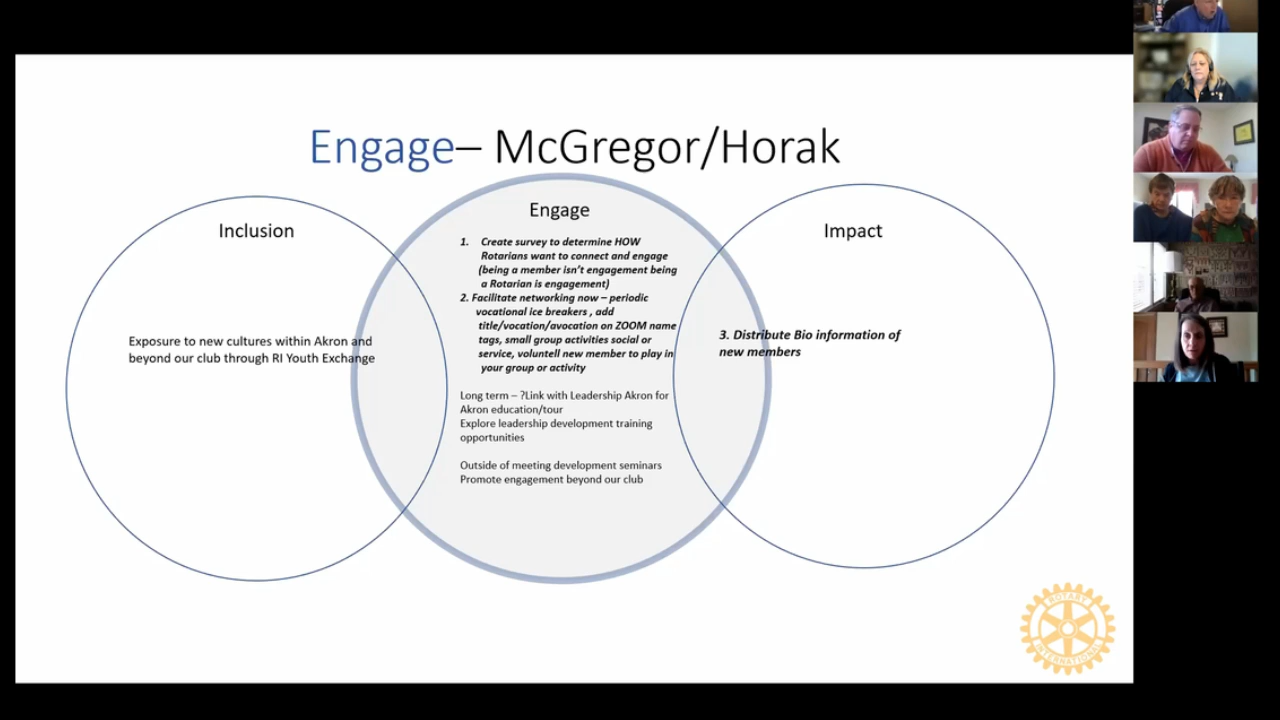 Engage– McGregor/Horak
Inclusion
Exposure to new cultures within Akron and
beyond our club through RI Youth Exchange
Engage
1. Create survey to determine HOW
Rotarians want to connect and engage
(being a member isn't engagement being
a Rotarian is engagement)
2. Facilitate networking now – periodic
vocational ice breakers , add
title/vocation/avocation on ZOOM name
tags, small group activities social or
service, voluntell new member to play in
your group or activity
Long term – ?Link with Leadership Akron for
Akron education/tour
Explore leadership development training
opportunities
Outside of meeting development seminars
Promote engagement beyond our club
Impact
3. Distribute Bio information of
new members
ROTARY
INTERNATIONAL